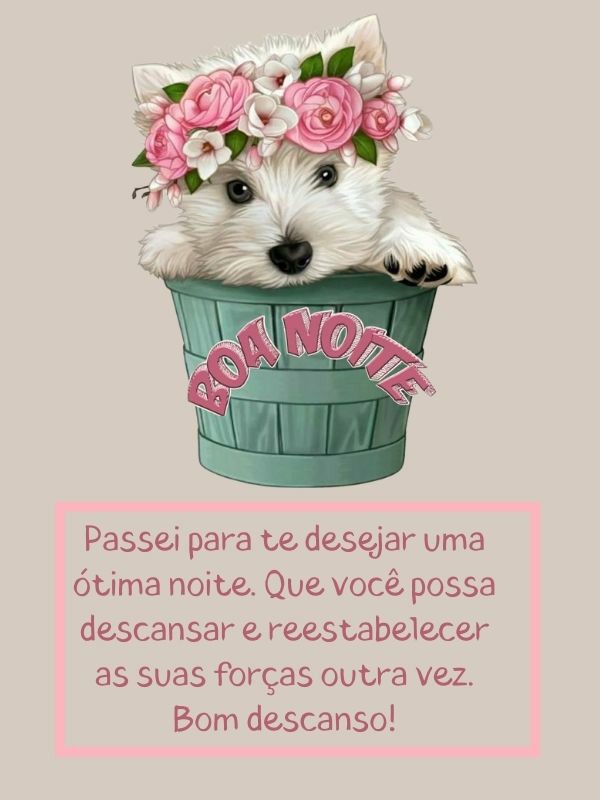 BOA NOITE
Passei para te desejar uma
ótima noite. Que você possa
descansar e reestabelecer
as suas forças outra vez.
Bom descanso!